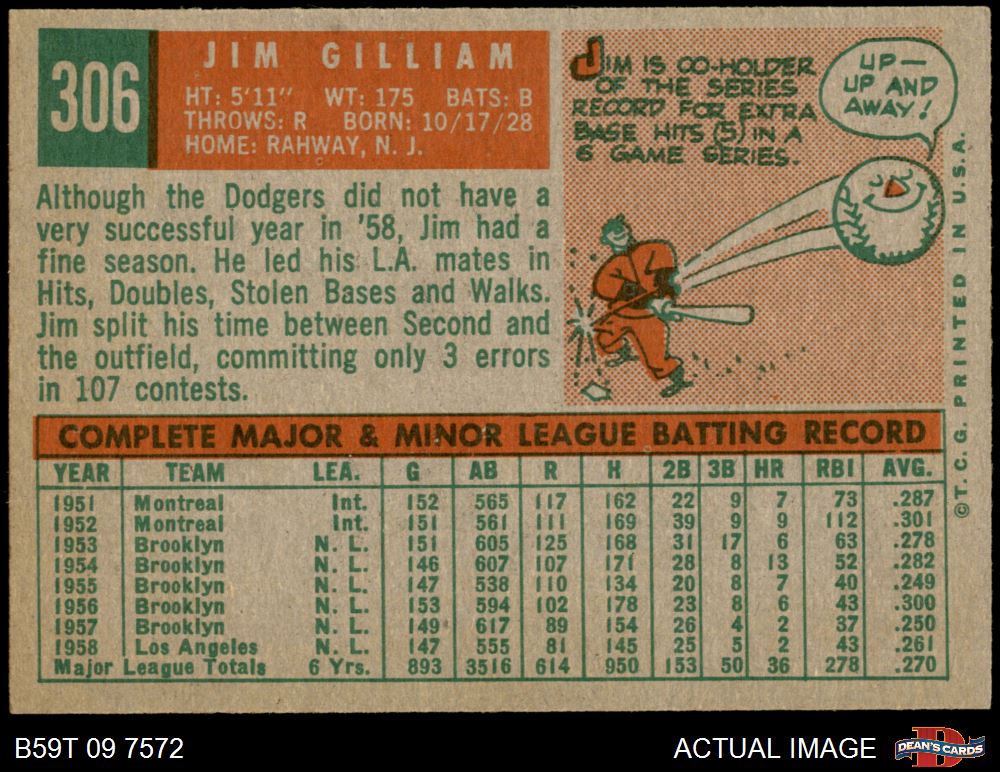 306
JIM GILLIAM
HT: 5'11" WT: 175 BATS: B
THROWS: R BORN: 10/17/28
HOME: RAHWAY, N. J.
JIM IS CO-HOLDER
OF THE SERIES
RECORD FOR EXTRA
BASE HITS (5) IN A
6 GAME SERIES.
UP—
UP AND
AWAY!
Although the Dodgers did not have a
very successful year in '58, Jim had a
fine season. He led his L.A. mates in
Hits, Doubles, Stolen Bases and Walks.
Jim split his time between Second and
the outfield, committing only 3 errors
in 107 contests.
COMPLETE MAJOR & MINOR LEAGUE BATTING RECORD
YEAR TEAM LEA. G AB R H 2B 3B HR RBI AVG.
1951 Montreal Int. 152 565 117 162 22 9 7 73 .287
1952 Montreal Int. 151 561 111 169 39 9 9 112 .301
1953 Brooklyn N. L. 151 605 125 168 31 17 6 63 .278
1954 Brooklyn N. L. 146 607 107 171 28 8 13 52 .282
1955 Brooklyn N. L. 147 538 110 134 20 8 7 40 .249
1956 Brooklyn N. L. 153 594 102 178 23 8 6 43 .300
1957 Brooklyn N. L. 149 617 89 154 26 4 2 37 .250
1958 Los Angeles N. L. 147 555 81 145 25 5 2 43 .261
Major League Totals 6 Yrs. 893 3516 614 950 153 50 36 278 .270
©T. C. G. PRINTED IN U.S.A.
B59T 09 7572
ACTUAL IMAGE
DEAN'S CARDS